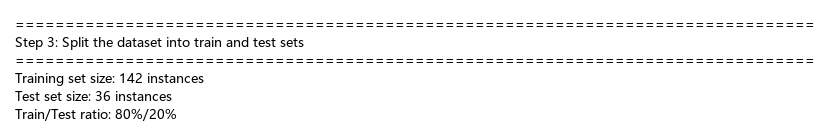 ================================================================================
Step 3: Split the dataset into train and test sets
================================================================================
Training set size: 142 instances
Test set size: 36 instances
Train/Test ratio: 80%/20%